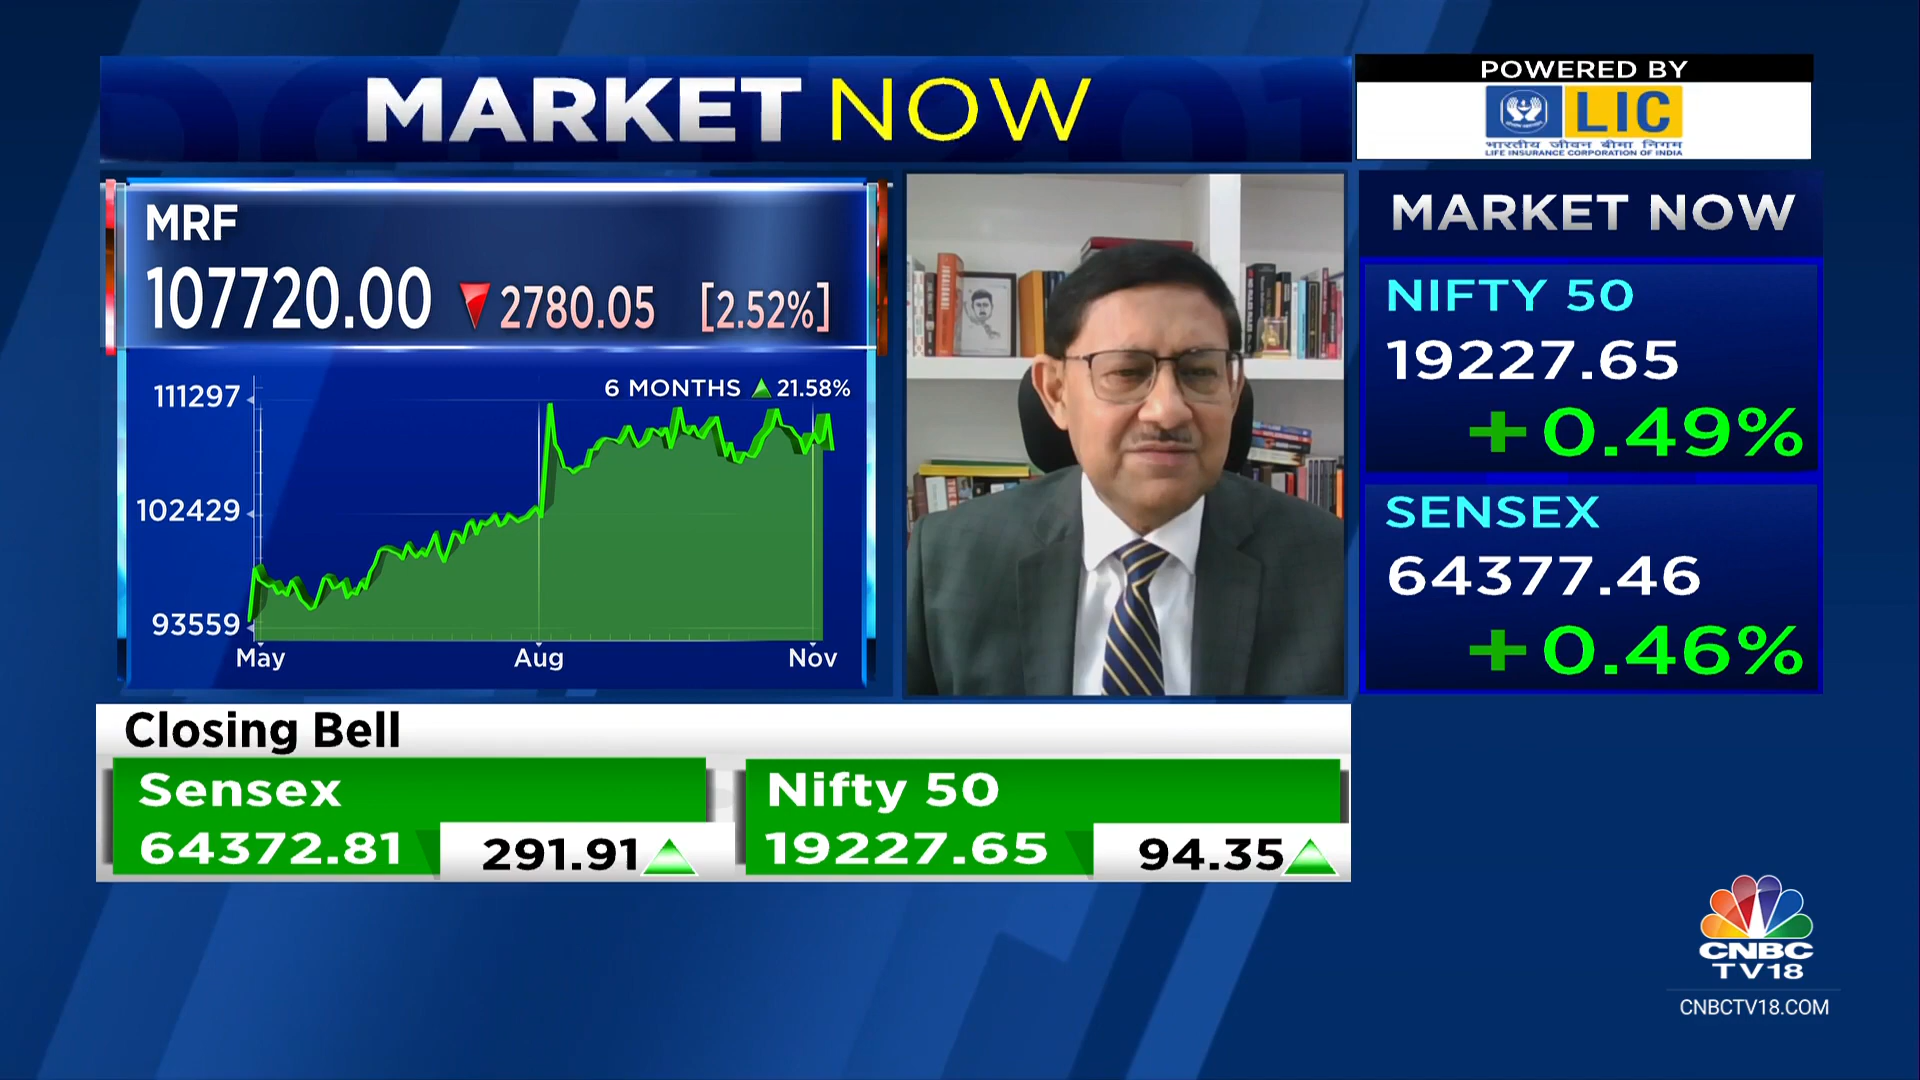 MARKET NOW
POWERED BY
LIC
भारतीय जीवन बीमा निगम
LIFE INSURANCE CORPORATION OF INDIA
MRF
107720.00 ▼ 2780.05 [2.52%]
6 MONTHS ▲ 21.58%
111297
102429
93559
May Aug Nov
MARKET NOW
NIFTY 50
19227.65
+0.49%
SENSEX
64377.46
+0.46%
Closing Bell
Sensex
64372.81 291.91 ▲
Nifty 50
19227.65 94.35 ▲
CNBC
TV18
CNBCTV18.COM